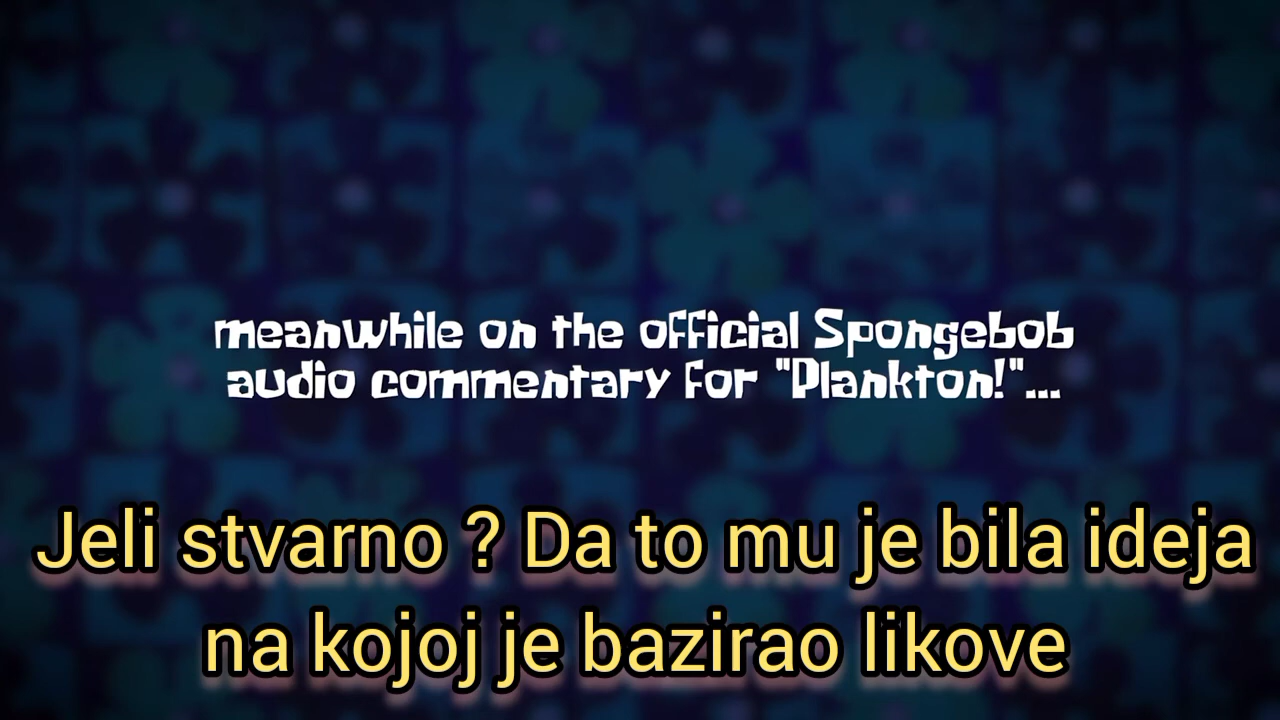 meanwhile on the official Spongebob
audio commentary for "Plankton!"...
Jeli stvarno ? Da to mu je bila ideja
na kojoj je bazirao likove